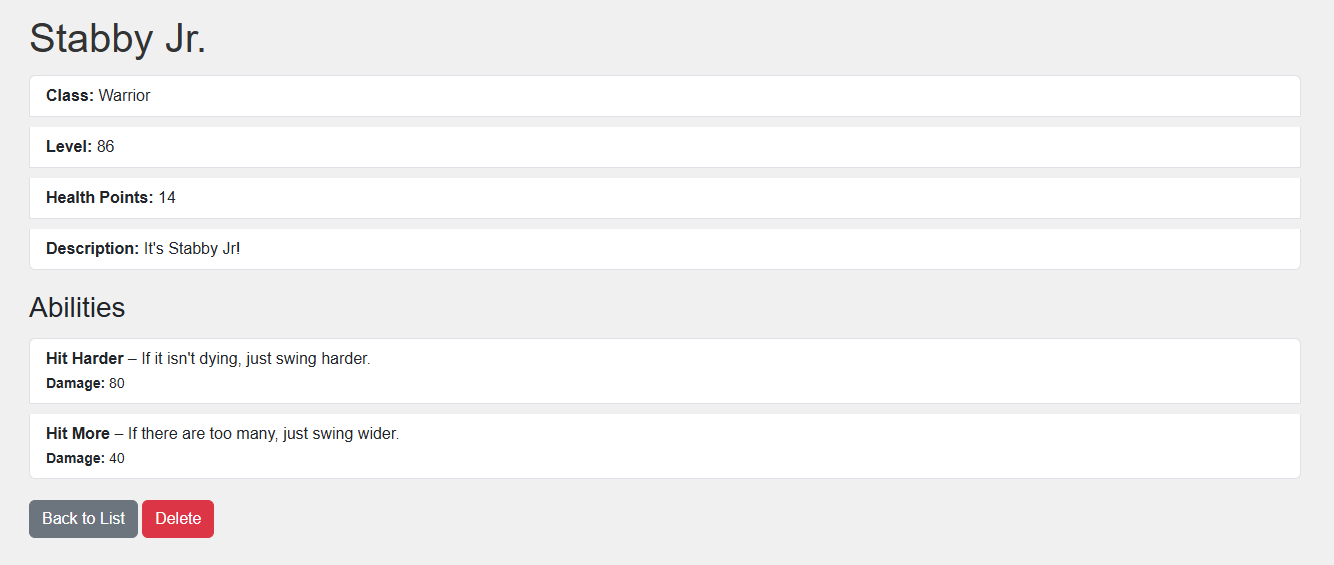 Stabby Jr.
Class: Warrior
Level: 86
Health Points: 14
Description: It's Stabby Jr!
Abilities
Hit Harder – If it isn't dying, just swing harder.
Damage: 80
Hit More – If there are too many, just swing wider.
Damage: 40
Back to List Delete